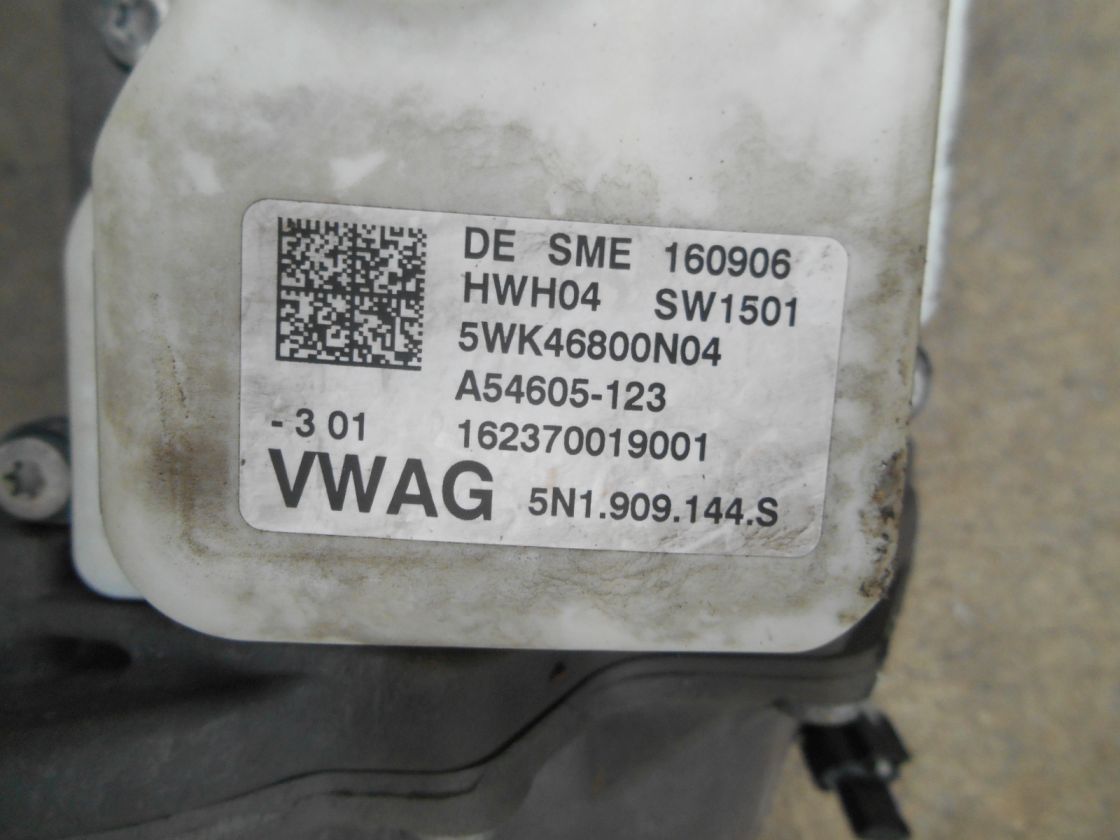 DE SME 160906
HWH04 SW1501
5WK46800N04
A54605-123
- 3 01 162370019001
VWAG 5N1.909.144.S